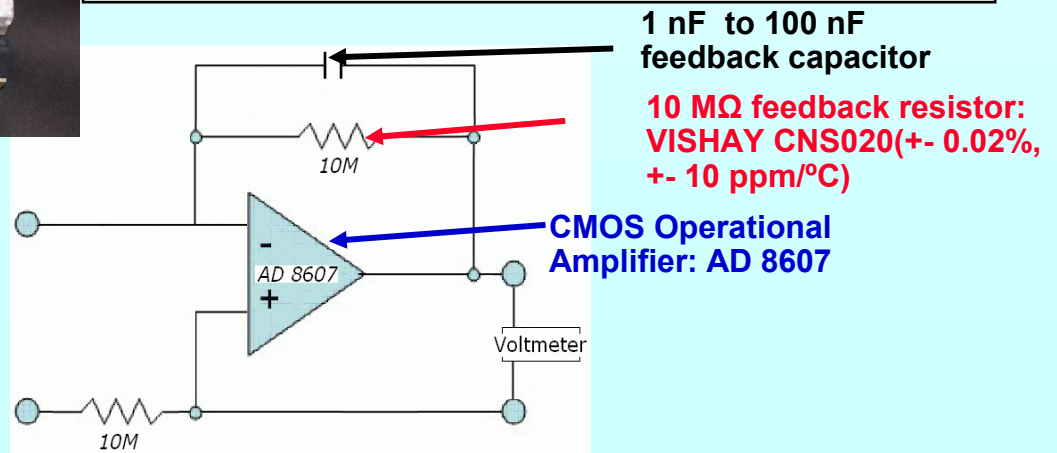 1 nF to 100 nF
feedback capacitor
10 MΩ feedback resistor:
VISHAY CNS020(+- 0.02%,
+- 10 ppm/ºC)
10M
CMOS Operational
Amplifier: AD 8607
-
AD 8607
+
Voltmeter
10M